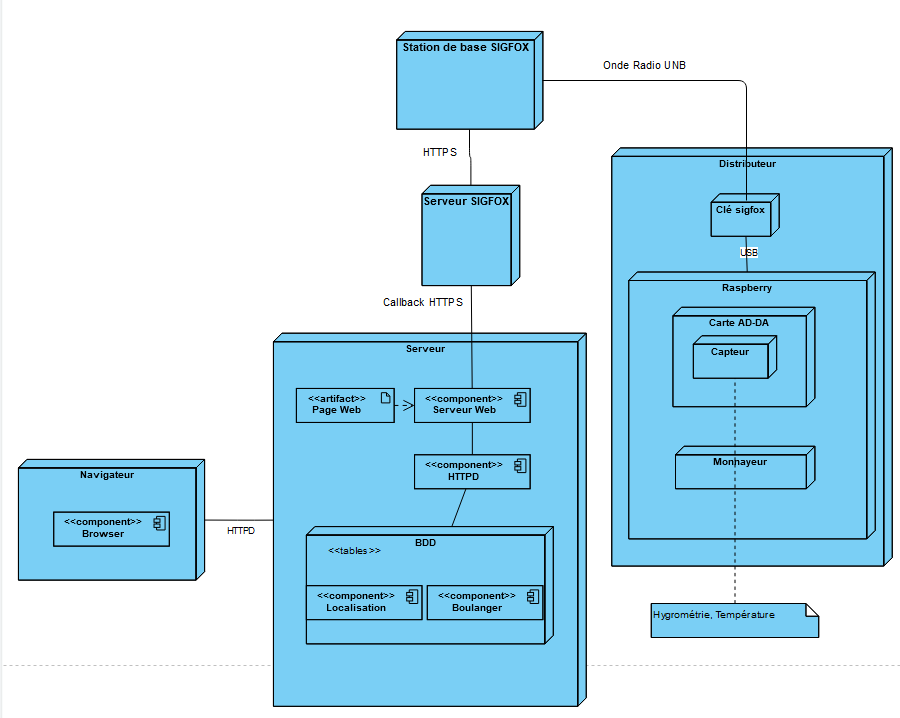 Station de base SIGFOX
Onde Radio UNB
HTTPS
Serveur SIGFOX
Callback HTTPS
Distributeur
Clé sigfox
USB
Raspberry
Carte AD-DA
Capteur
Monnayeur
Hygrométrie, Température
Serveur
<<artifact>>
Page Web
<<component>>
Serveur Web
<<component>>
HTTPD
BDD
<<tables>>
<<component>>
Localisation
<<component>>
Boulanger
Navigateur
<<component>>
Browser
HTTPD